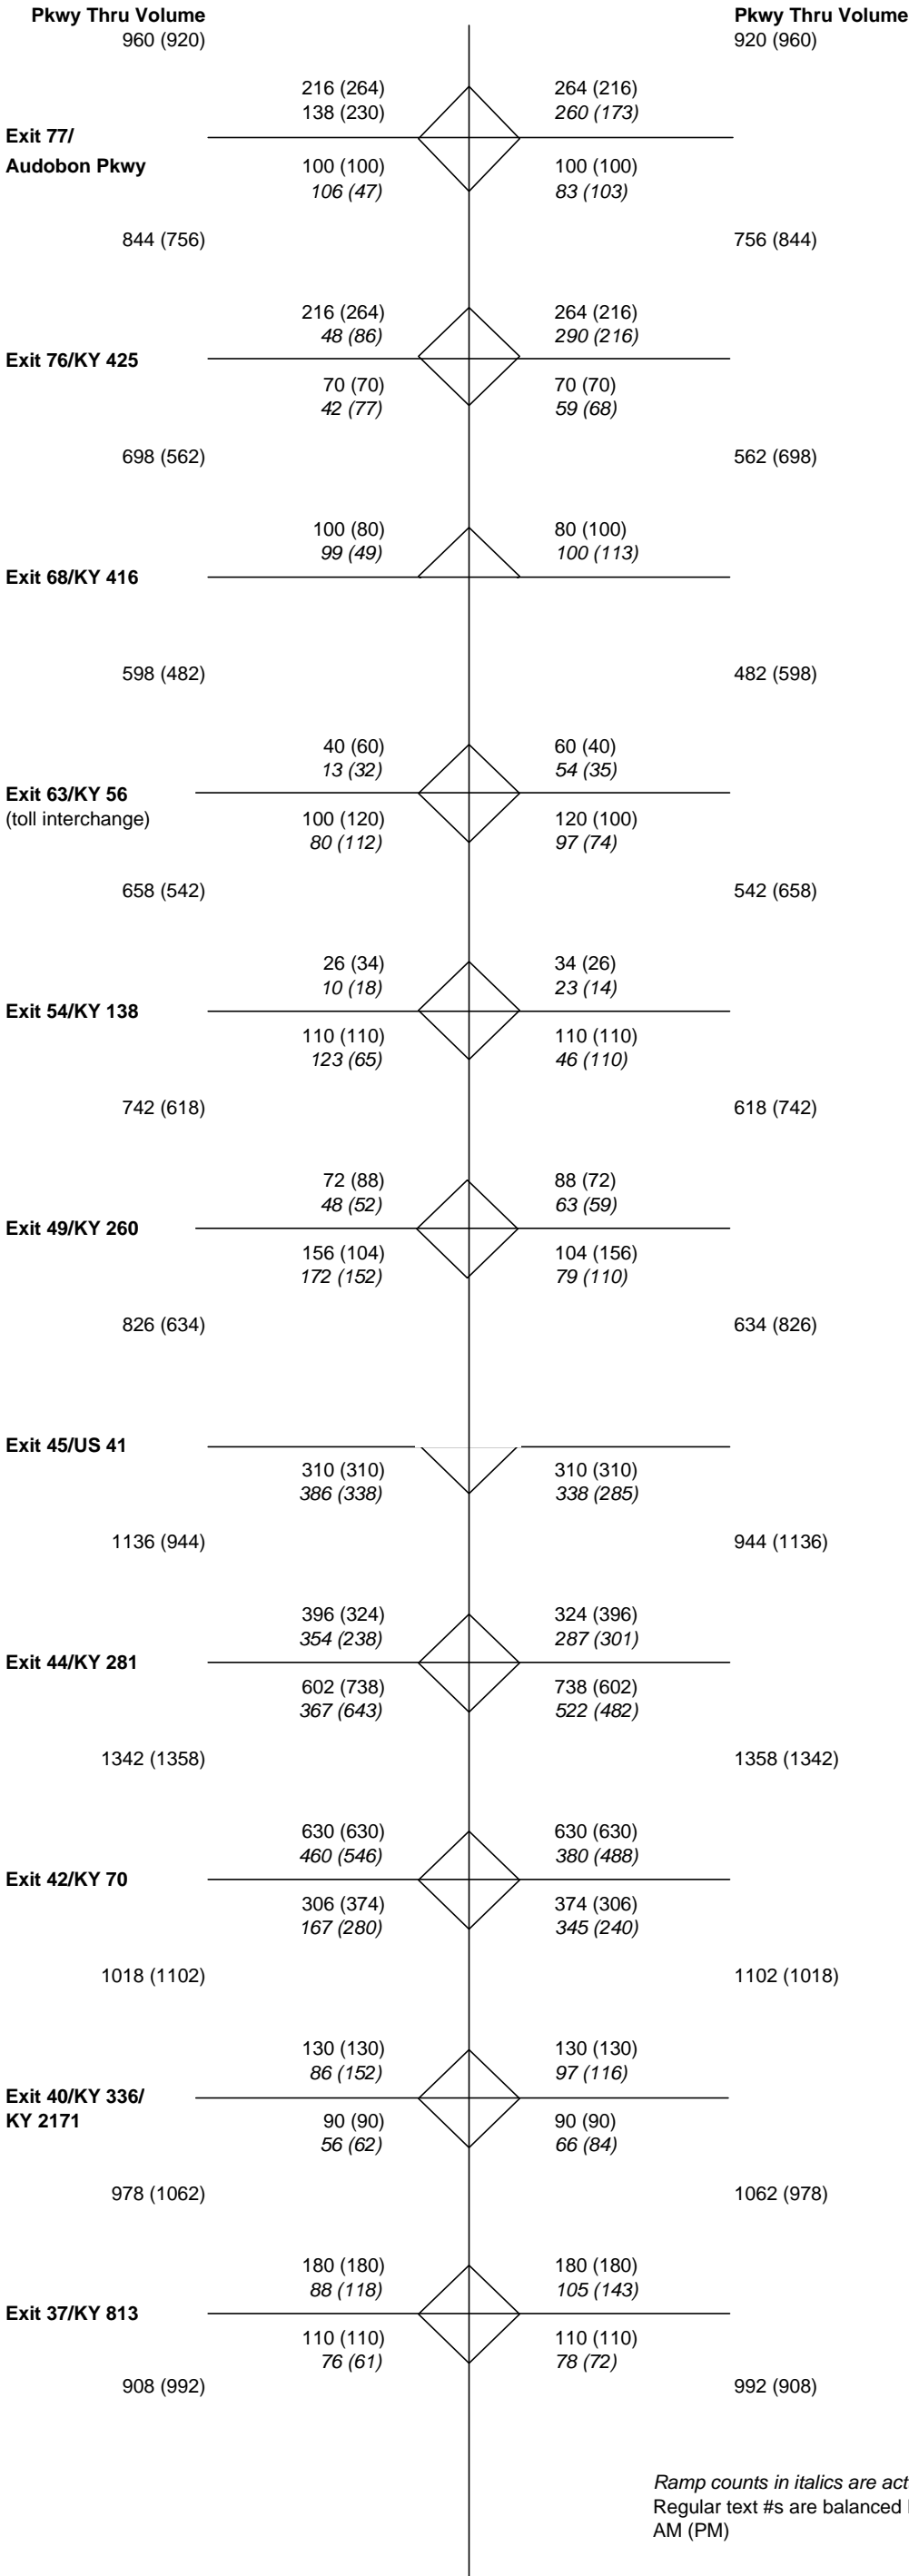 Pkwy Thru Volume Pkwy Thru Volume
960 (920) 920 (960)
216 (264) 264 (216)
138 (230) 260 (173)
Exit 77/
Audobon Pkwy 100 (100) 100 (100)
106 (47) 83 (103)
844 (756) 756 (844)
216 (264) 264 (216)
48 (86) 290 (216)
Exit 76/KY 425
70 (70) 70 (70)
42 (77) 59 (68)
698 (562) 562 (698)
100 (80) 80 (100)
99 (49) 100 (113)
Exit 68/KY 416
598 (482) 482 (598)
40 (60) 60 (40)
13 (32) 54 (35)
Exit 63/KY 56
(toll interchange) 100 (120) 120 (100)
80 (112) 97 (74)
658 (542) 542 (658)
26 (34) 34 (26)
10 (18) 23 (14)
Exit 54/KY 138
110 (110) 110 (110)
123 (65) 46 (110)
742 (618) 618 (742)
72 (88) 88 (72)
48 (52) 63 (59)
Exit 49/KY 260
156 (104) 104 (156)
172 (152) 79 (110)
826 (634) 634 (826)
Exit 45/US 41
310 (310) 310 (310)
386 (338) 338 (285)
1136 (944) 944 (1136)
396 (324) 324 (396)
354 (238) 287 (301)
Exit 44/KY 281
602 (738) 738 (602)
367 (643) 522 (482)
1342 (1358) 1358 (1342)
630 (630) 630 (630)
460 (546) 380 (488)
Exit 42/KY 70
306 (374) 374 (306)
167 (280) 345 (240)
1018 (1102) 1102 (1018)
130 (130) 130 (130)
86 (152) 97 (116)
Exit 40/KY 336/
KY 2171 90 (90) 90 (90)
56 (62) 66 (84)
978 (1062) 1062 (978)
180 (180) 180 (180)
88 (118) 105 (143)
Exit 37/KY 813
110 (110) 110 (110)
76 (61) 78 (72)
908 (992) 992 (908)
Ramp counts in italics are
Regular text #s are balanced
AM (PM)